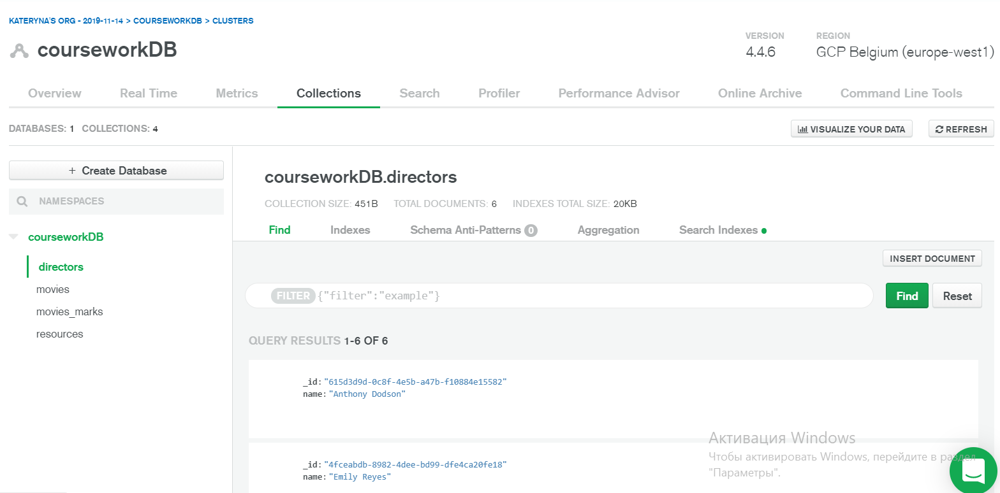 KATERYNA'S ORG - 2019-11-14 > COURSEWORKDB > CLUSTERS
courseworkDB
VERSION
4.4.6
REGION
GCP Belgium (europe-west1)
Overview Real Time Metrics Collections Search Profiler Performance Advisor Online Archive Command Line Tools
DATABASES: 1 COLLECTIONS: 4
VISUALIZE YOUR DATA
REFRESH
+ Create Database
NAMESPACES
courseworkDB
directors
movies
movies_marks
resources
courseworkDB.directors
COLLECTION SIZE: 451B TOTAL DOCUMENTS: 6 INDEXES TOTAL SIZE: 20KB
Find Indexes Schema Anti-Patterns 0 Aggregation Search Indexes
INSERT DOCUMENT
FILTER {"filter":"example"}
Find Reset
QUERY RESULTS 1-6 OF 6
_id: "615d3d9d-0c8f-4e5b-a47b-f10884e15582"
name: "Anthony Dodson"
_id: "4fceabdb-8982-4dee-bd99-dfe4ca20fe18"
name: "Emily Reyes"
Активация Windows
Чтобы активировать Windows, перейдите в раздел
"Параметры".